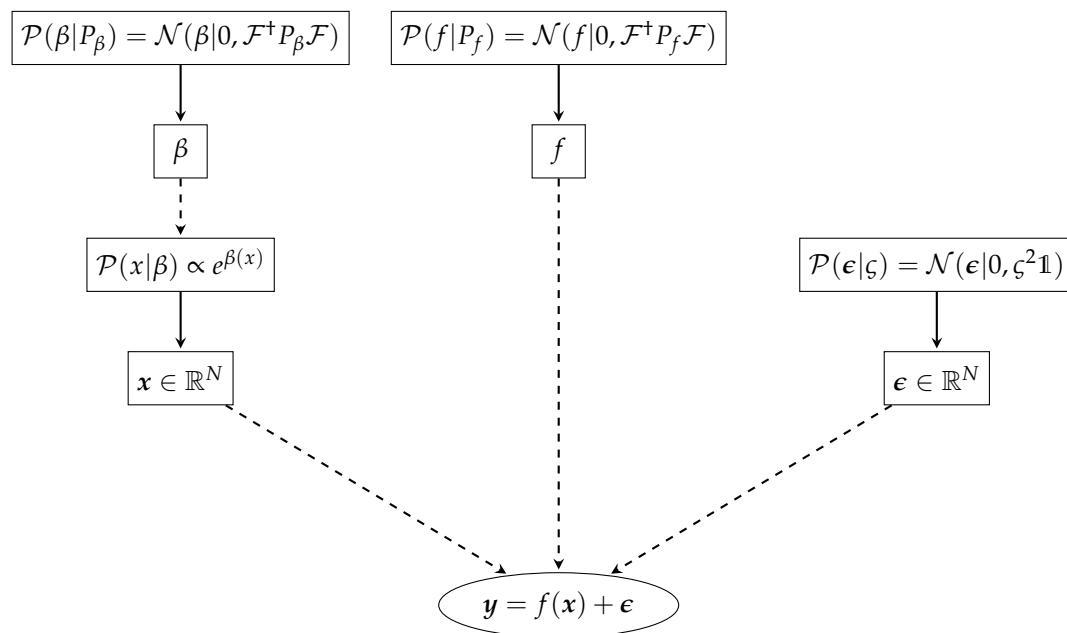 𝒫(β|P_β) = 𝒩(β|0, ℱ†P_βℱ)
𝒫(f|P_f) = 𝒩(f|0, ℱ†P_fℱ)
β
f
𝒫(x|β) ∝ e^{β(x)}
𝒫(𝝐|ς) = 𝒩(𝝐|0, ς²𝟙)
𝒙 ∈ ℝ^N
𝝐 ∈ ℝ^N
𝒚 = f(𝒙) + 𝝐